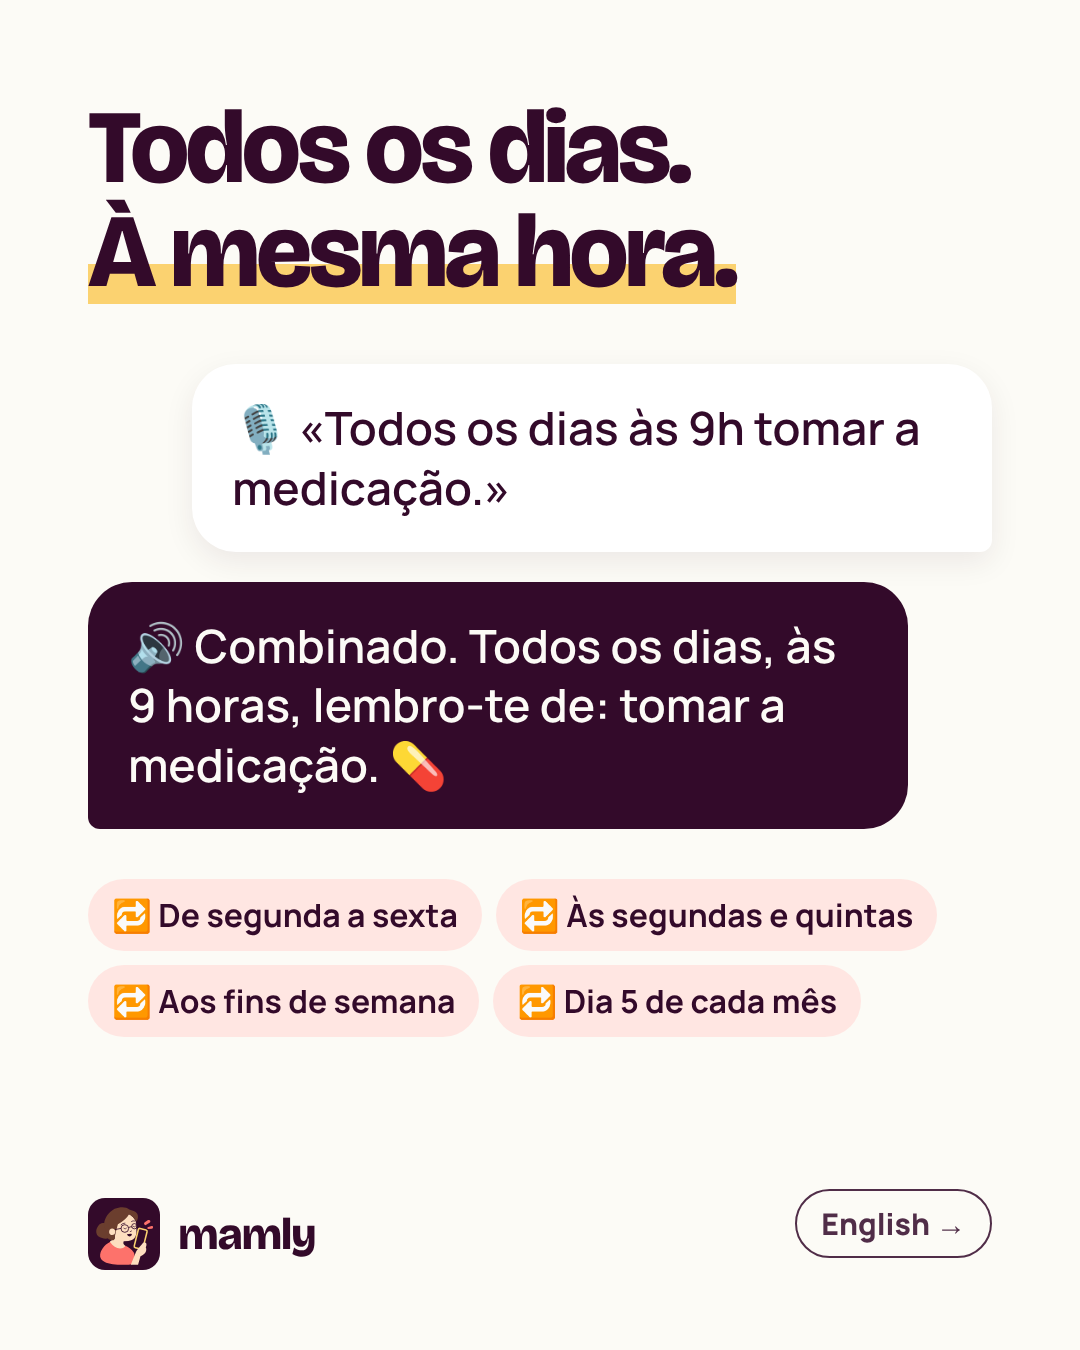 Todos os dias.
À mesma hora.
🎙️ «Todos os dias às 9h tomar a
medicação.»
🔊 Combinado. Todos os dias, às
9 horas, lembro-te de: tomar a
medicação. 💊
🔁 De segunda a sexta
🔁 Às segundas e quintas
🔁 Aos fins de semana
🔁 Dia 5 de cada mês
mamly
English →